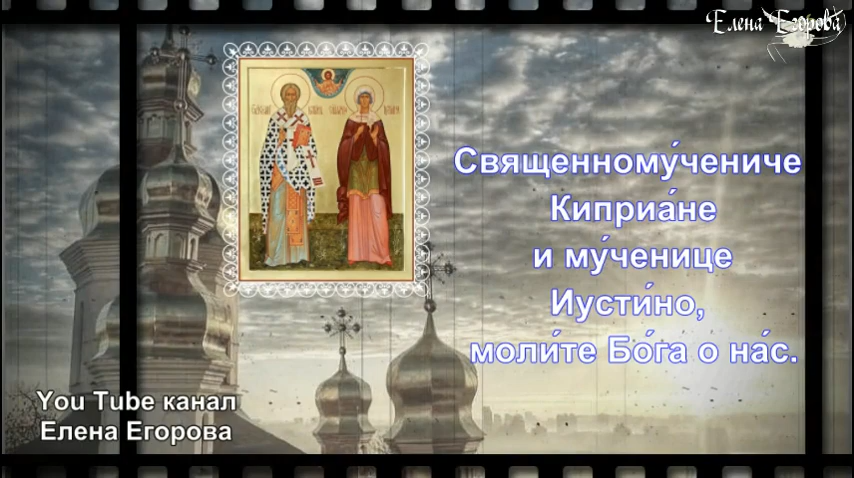 Елена Егорова
Священному́чениче
Киприа́не
и му́ченице
Иусти́но,
моли́те Бо́га о на́с.
You Tube канал
Елена Егорова